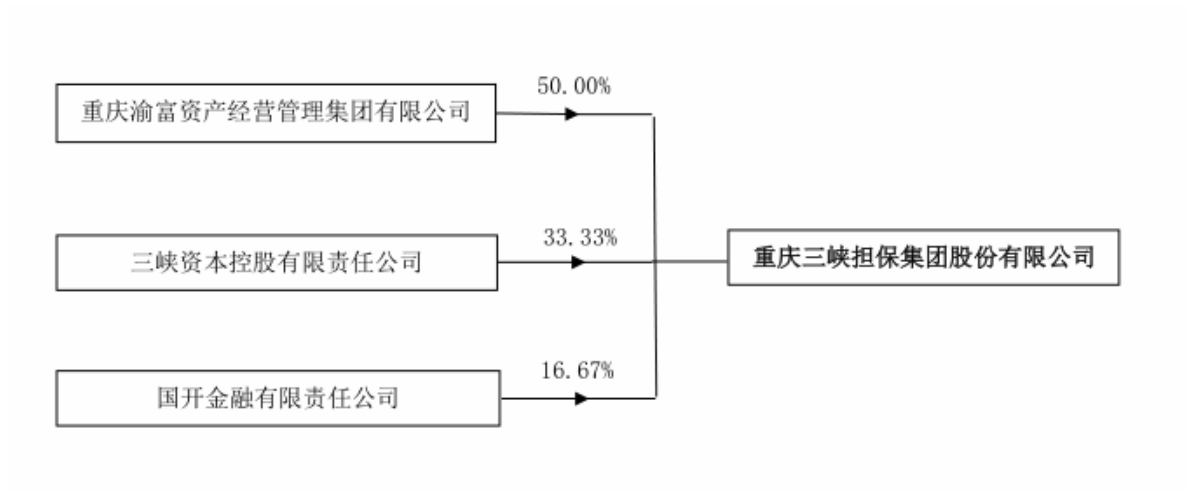 50.00%
重庆渝富资产经营管理集团有限公司
33.33%
三峡资本控股有限责任公司
重庆三峡担保集团股份有限公司
16.67%
国开金融有限责任公司